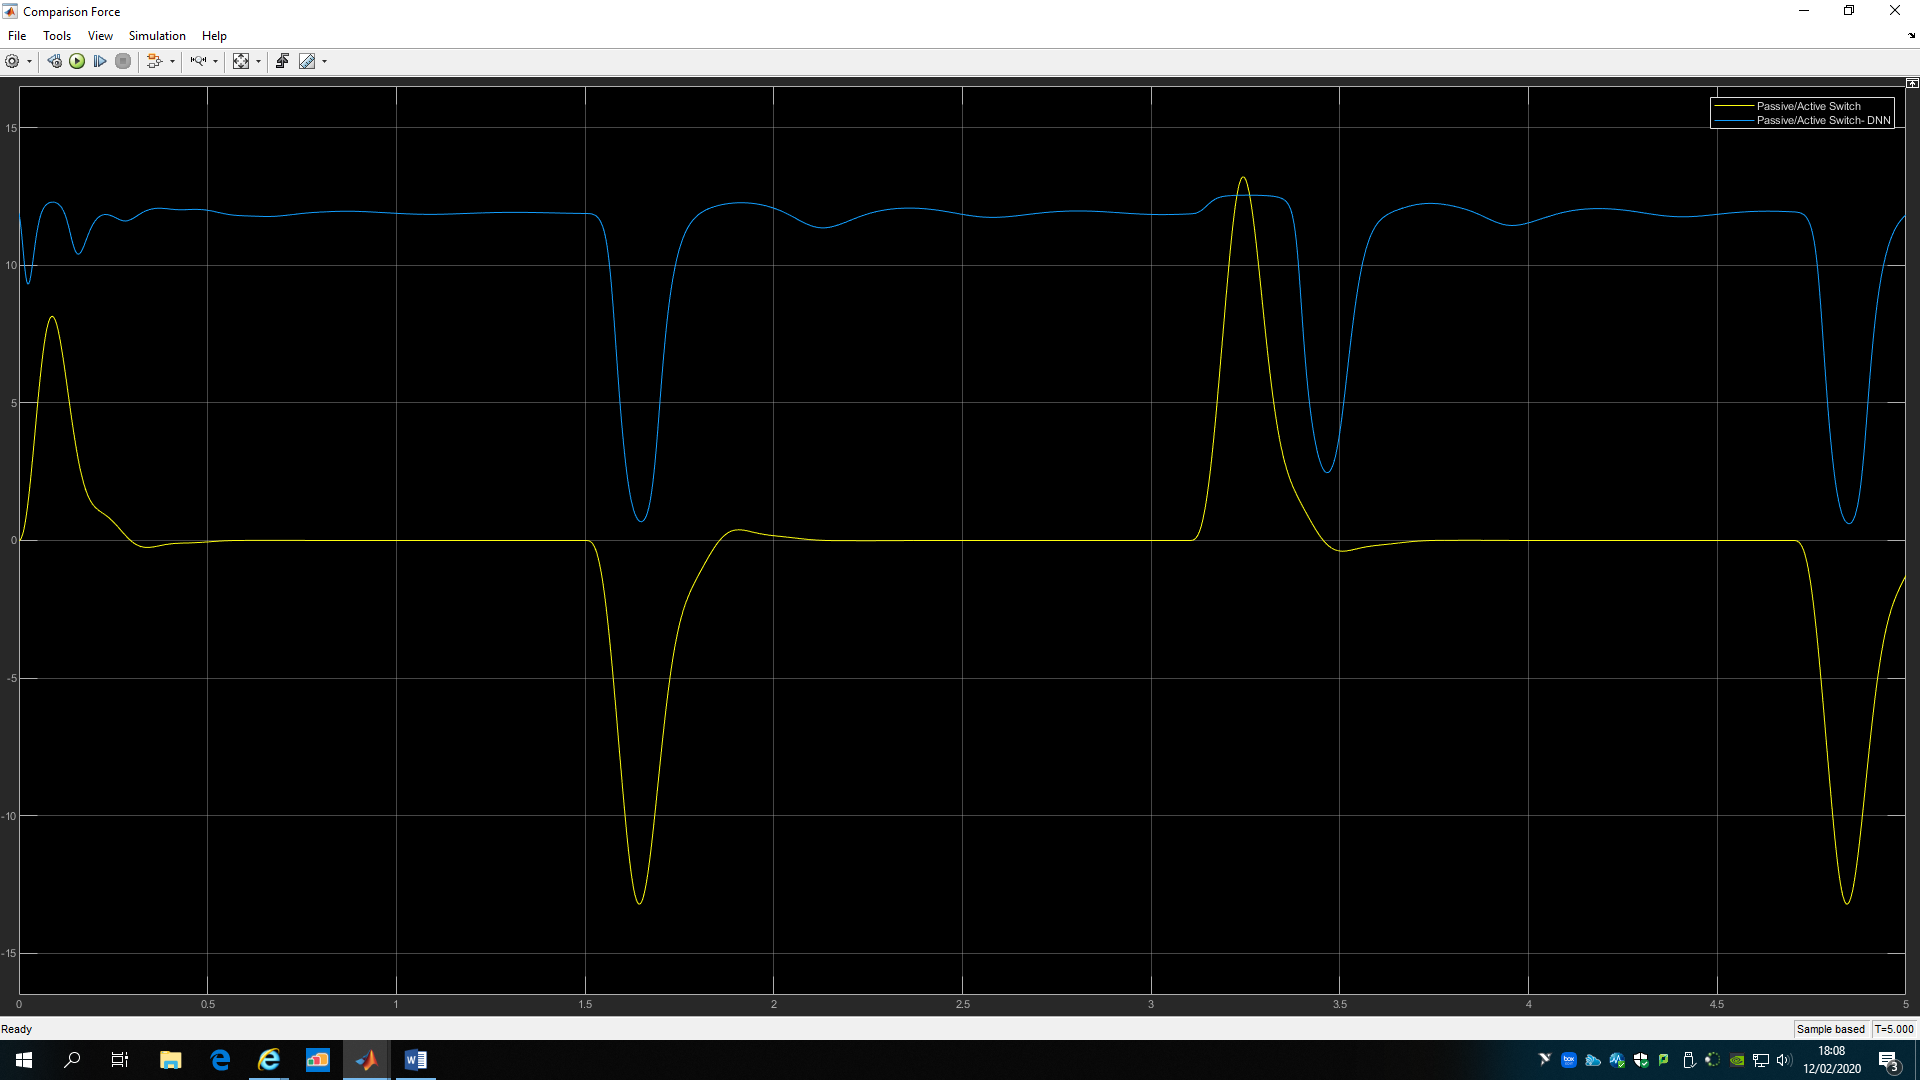 Comparison Force
File Tools View Simulation Help
Passive/Active Switch
Passive/Active Switch- DNN
15
10
5
0
-5
-10
-15
0 0.5 1 1.5 2 2.5 3 3.5 4 4.5 5
Ready Sample based T=5.000
box
18:08
12/02/2020
3